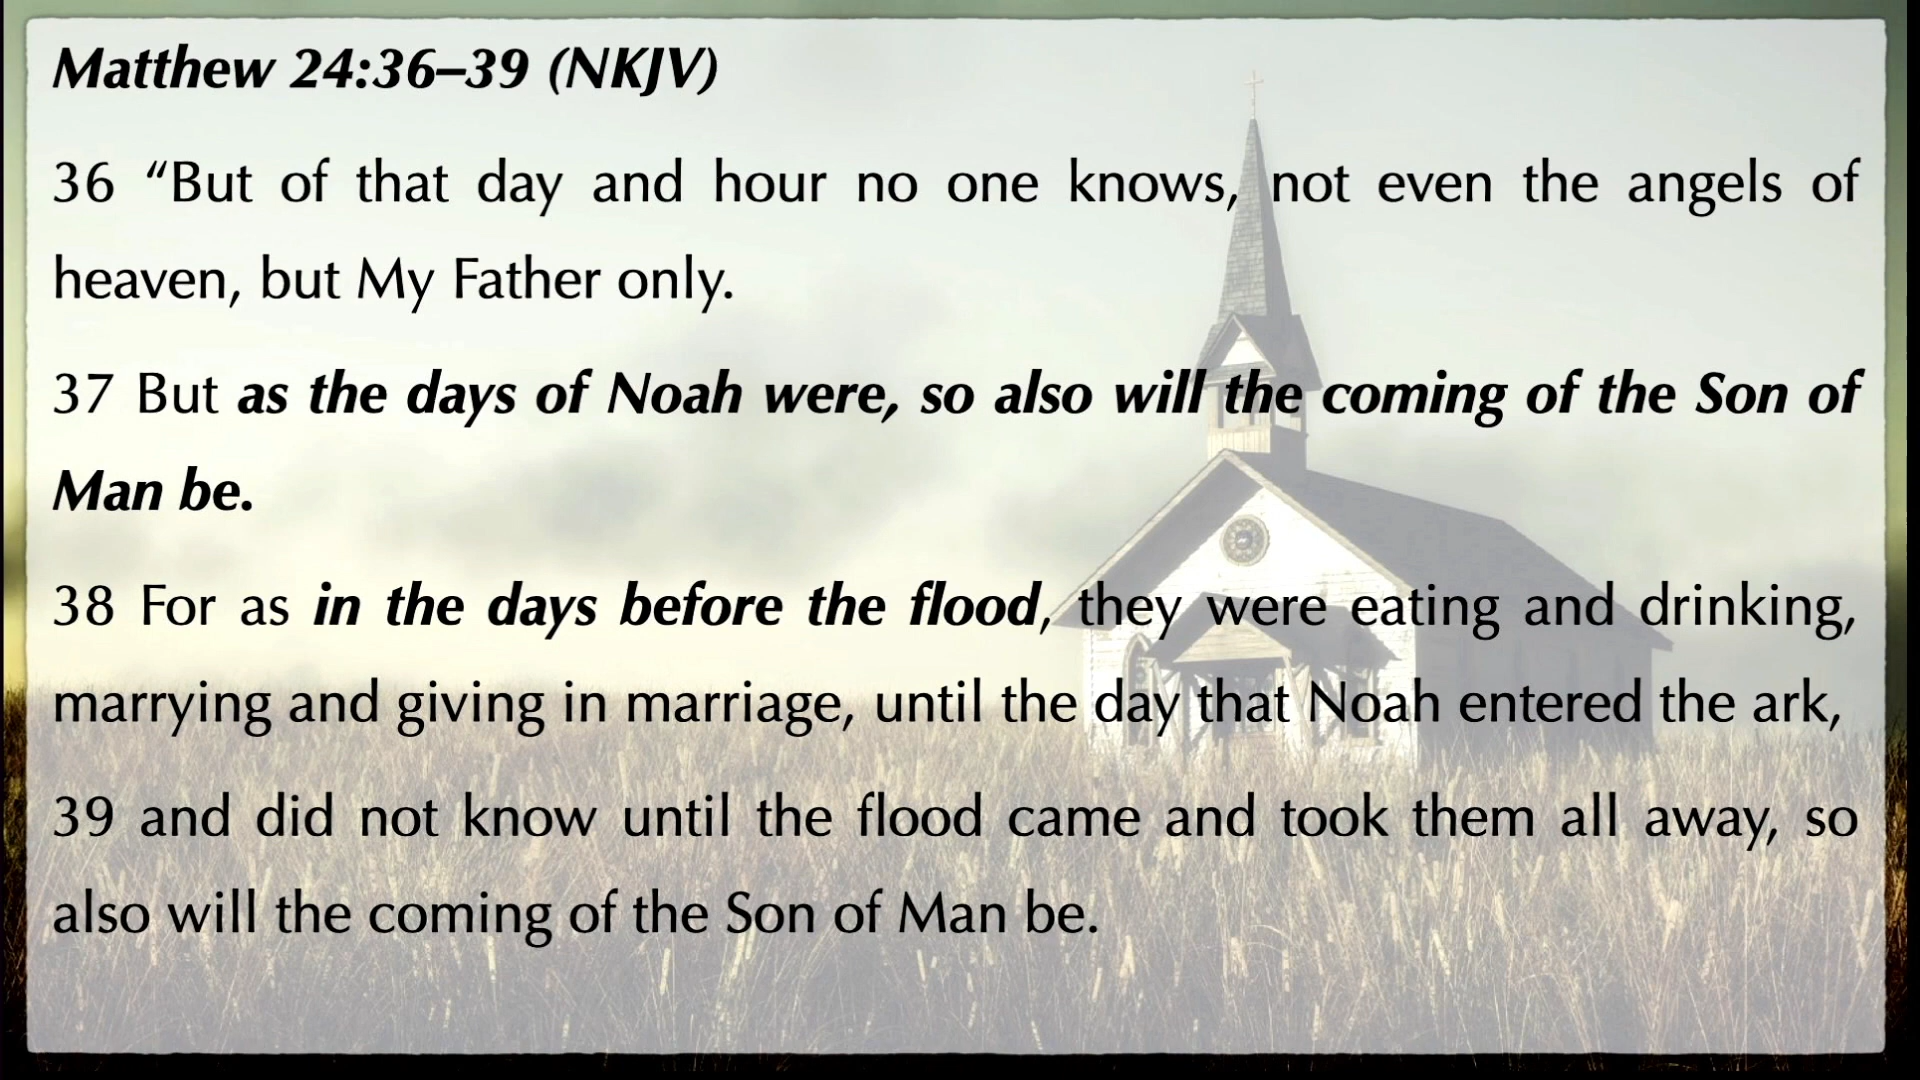 Matthew 24:36–39 (NKJV)
36 “But of that day and hour no one knows, not even the angels of
heaven, but My Father only.
37 But as the days of Noah were, so also will the coming of the Son of
Man be.
38 For as in the days before the flood, they were eating and drinking,
marrying and giving in marriage, until the day that Noah entered the ark,
39 and did not know until the flood came and took them all away, so
also will the coming of the Son of Man be.